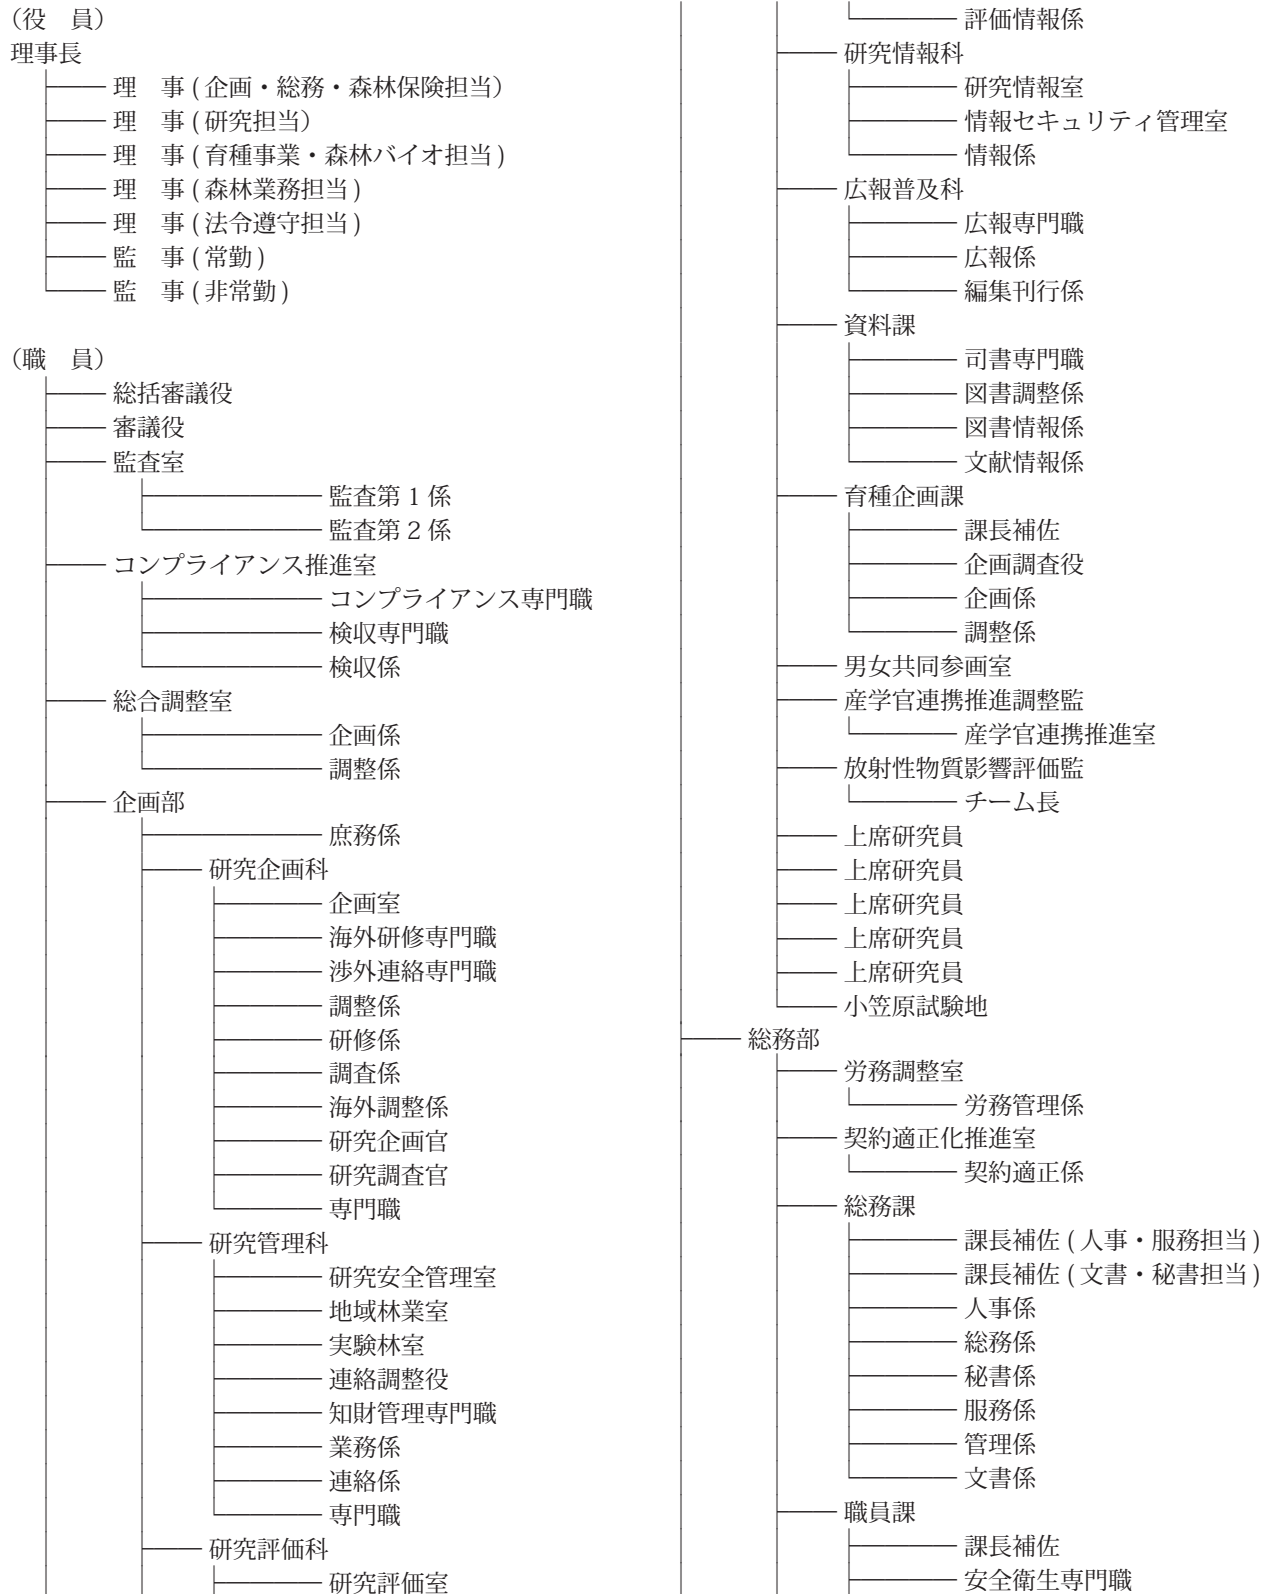 （役　員）
理事長
理　事 ( 企画・総務・森林保険担当）
理　事 ( 研究担当）
理　事 ( 育種事業・森林バイオ担当 )
理　事 ( 森林業務担当 )
理　事 ( 法令遵守担当 )
監　事 ( 常勤 )
監　事 ( 非常勤 )
（職　員）
総括審議役
審議役
監査室
監査第 1 係
監査第 2 係
コンプライアンス推進室
コンプライアンス専門職
検収専門職
検収係
総合調整室
企画係
調整係
企画部
庶務係
研究企画科
企画室
海外研修専門職
渉外連絡専門職
調整係
研修係
調査係
海外調整係
研究企画官
研究調査官
専門職
研究管理科
研究安全管理室
地域林業室
実験林室
連絡調整役
知財管理専門職
業務係
連絡係
専門職
研究評価科
研究評価室
評価情報係
研究情報科
研究情報室
情報セキュリティ管理室
情報係
広報普及科
広報専門職
広報係
編集刊行係
資料課
司書専門職
図書調整係
図書情報係
文献情報係
育種企画課
課長補佐
企画調査役
企画係
調整係
男女共同参画室
産学官連携推進調整監
産学官連携推進室
放射性物質影響評価監
チーム長
上席研究員
上席研究員
上席研究員
上席研究員
上席研究員
小笠原試験地
総務部
労務調整室
労務管理係
契約適正化推進室
契約適正係
総務課
課長補佐 ( 人事・服務担当 )
課長補佐 ( 文書・秘書担当 )
人事係
総務係
秘書係
服務係
管理係
文書係
職員課
課長補佐
安全衛生専門職